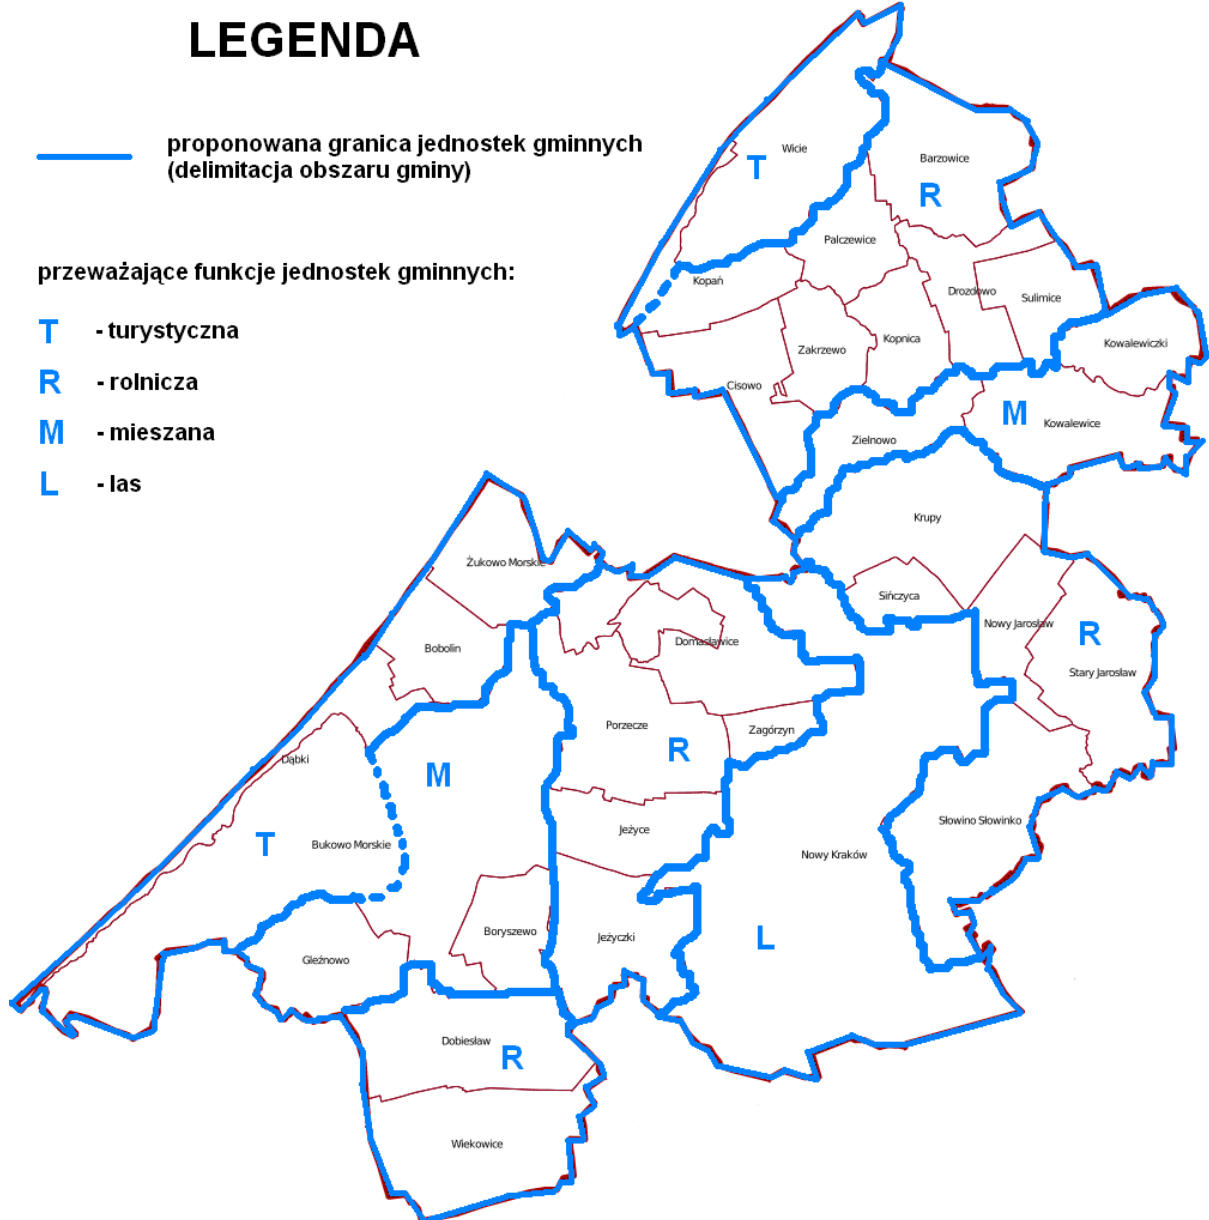 LEGENDA
proponowana granica jednostek gminnych
(delimitacja obszaru gminy)
przeważające funkcje jednostek gminnych:
T - turystyczna
R - rolnicza
M - mieszana
L - las
Wicie
T
Barzowice
R
Palczewice
Kopań
Drozdowo
Sulimice
Kopnica
Zakrzewo
Kowalewiczki
Cisowo
M
Kowalewice
Zielnowo
Krupy
Żukowo Morskie
Sińczyca
Nowy Jarosław
R
Domasławice
Bobolin
Stary Jarosław
Porzecze
Zagórzyn
R
Dąbki
M
Słowino Słowinko
Jeżyce
T
Bukowo Morskie
Nowy Kraków
Boryszewo
Jeżyczki
L
Gleźnowo
Dobiesław
R
Wiekowice